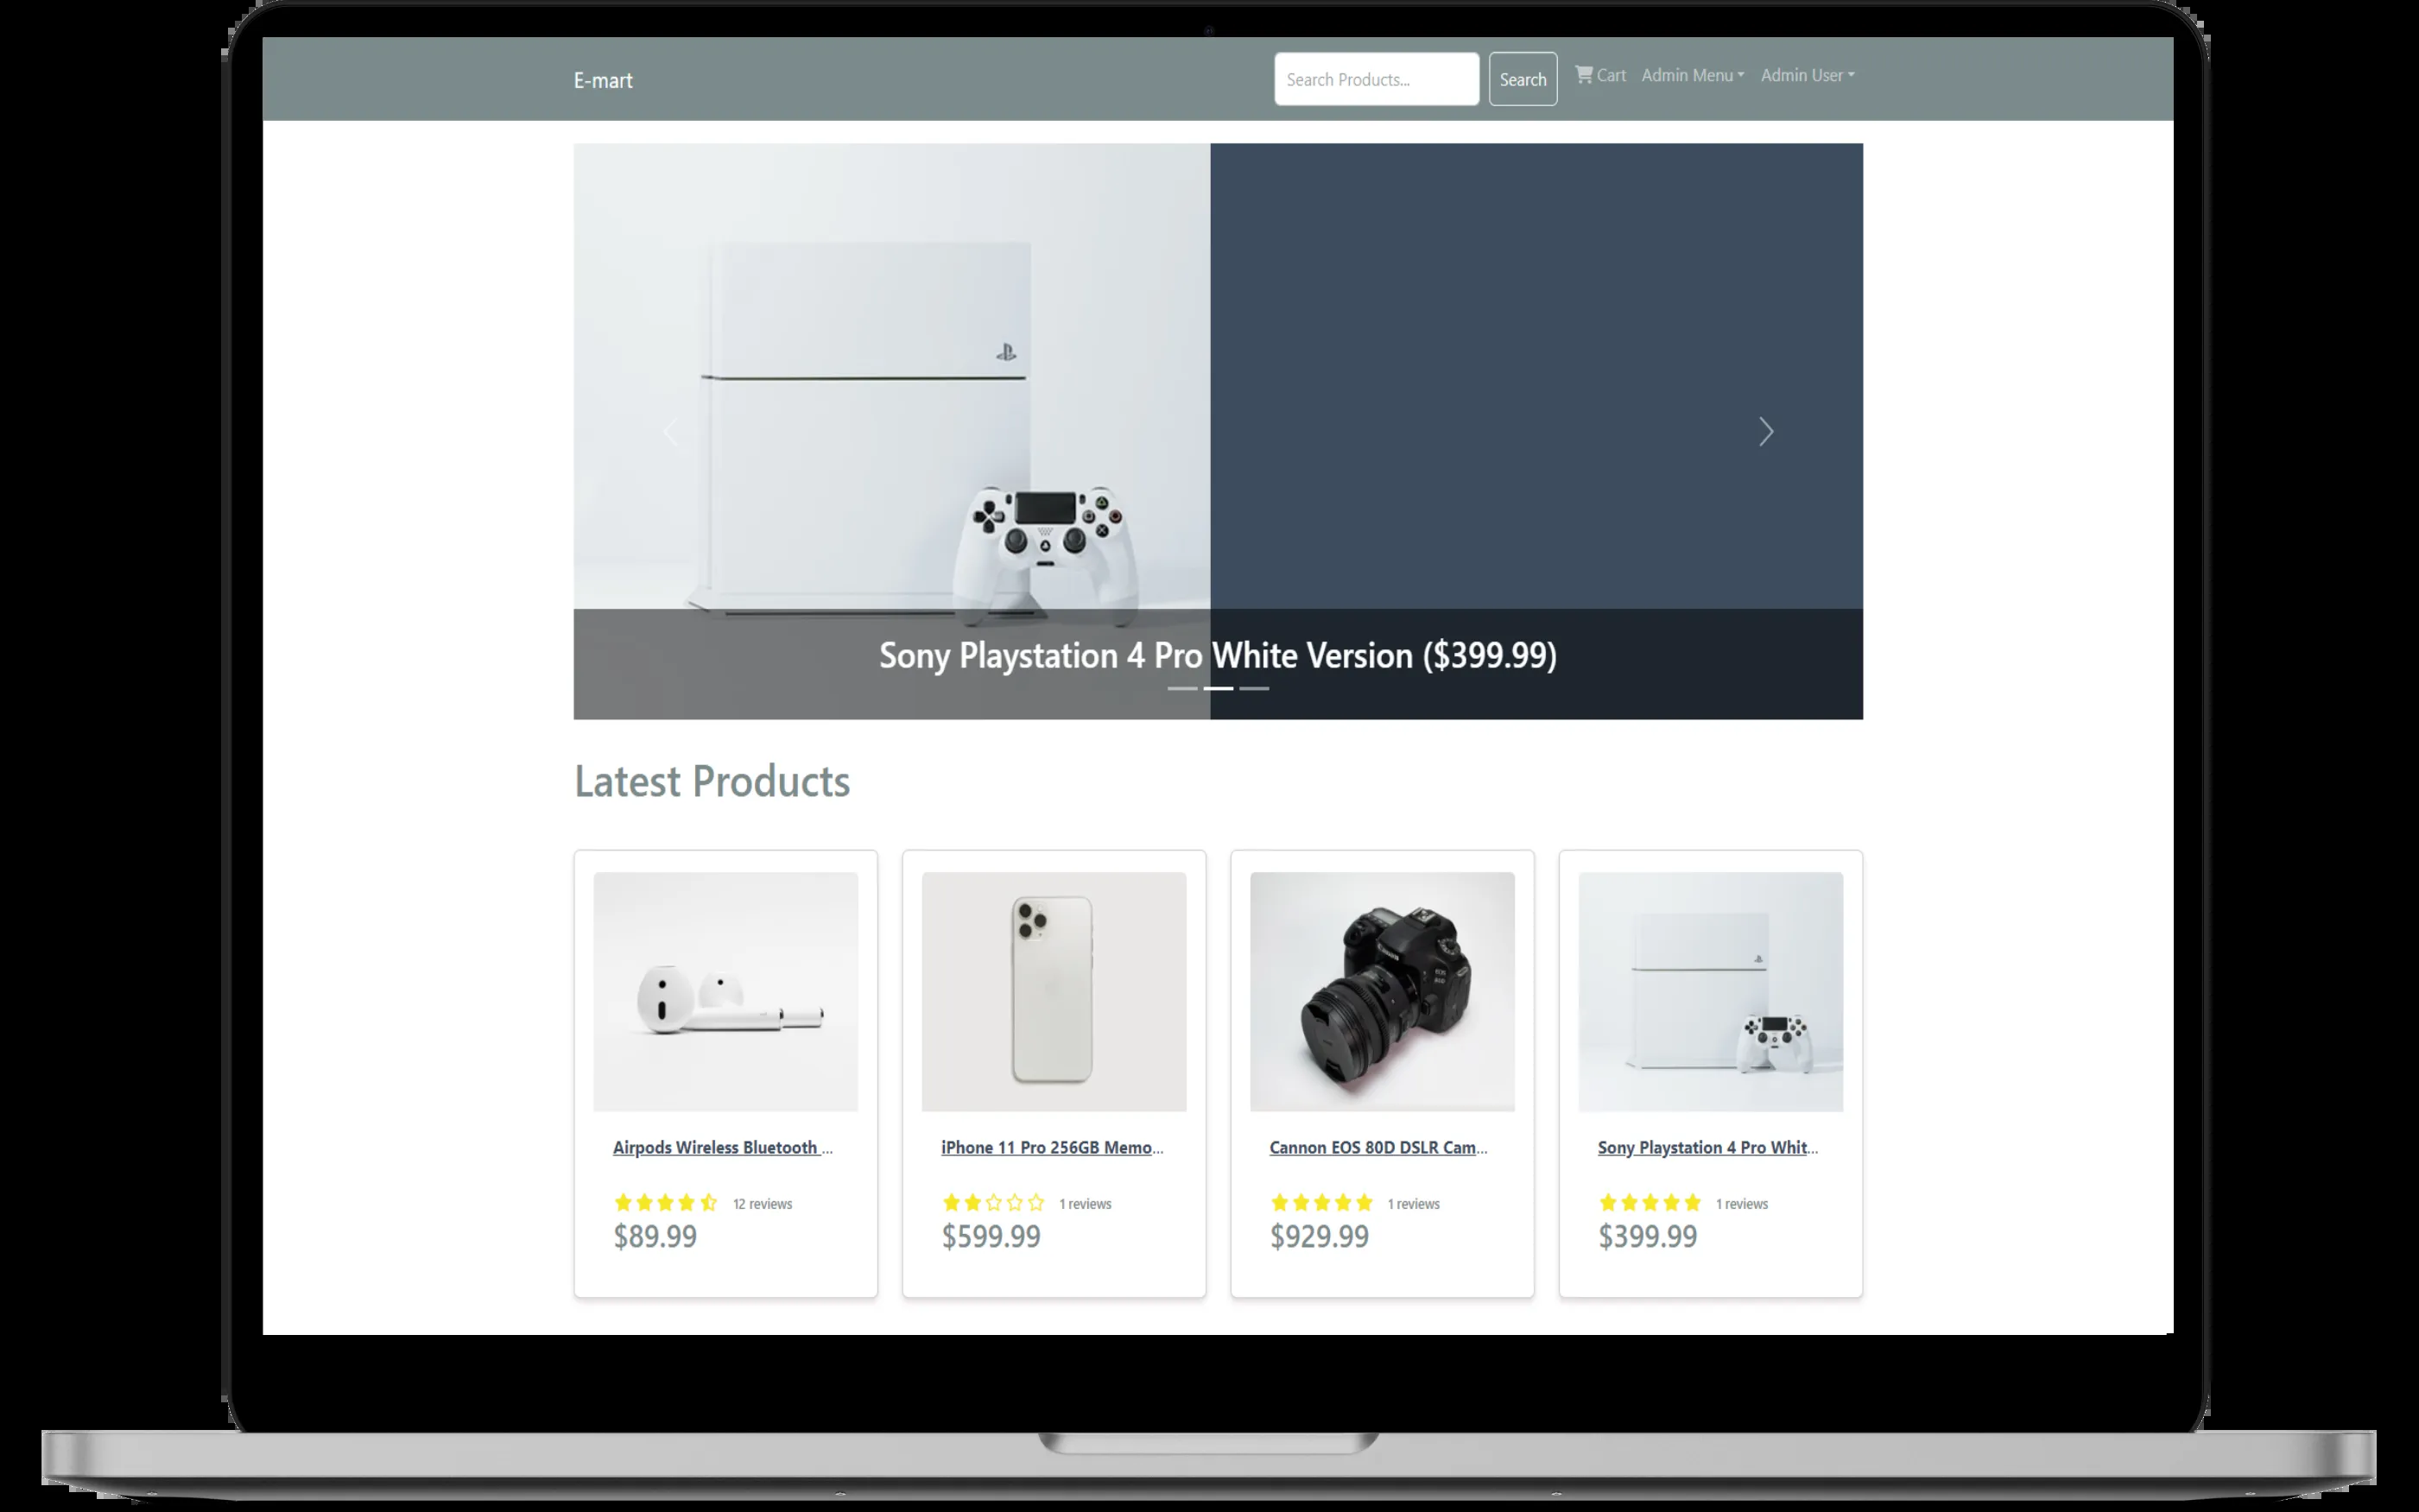 E-mart
Search Products...
Search
Cart
Admin Menu
Admin User
Sony Playstation 4 Pro White Version ($399.99)
Latest Products
Airpods Wireless Bluetooth ...
12 reviews
$89.99
iPhone 11 Pro 256GB Memo...
1 reviews
$599.99
Cannon EOS 80D DSLR Cam...
1 reviews
$929.99
Sony Playstation 4 Pro Whit...
1 reviews
$399.99